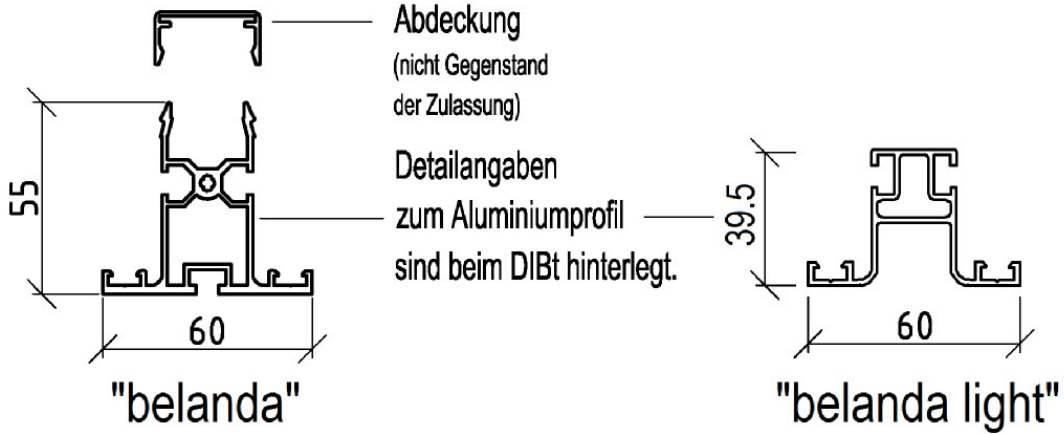 Abdeckung
(nicht Gegenstand
der Zulassung)
Detailangaben
zum Aluminiumprofil
sind beim DIBt hinterlegt.
55
60
"belanda"
39.5
60
"belanda light"